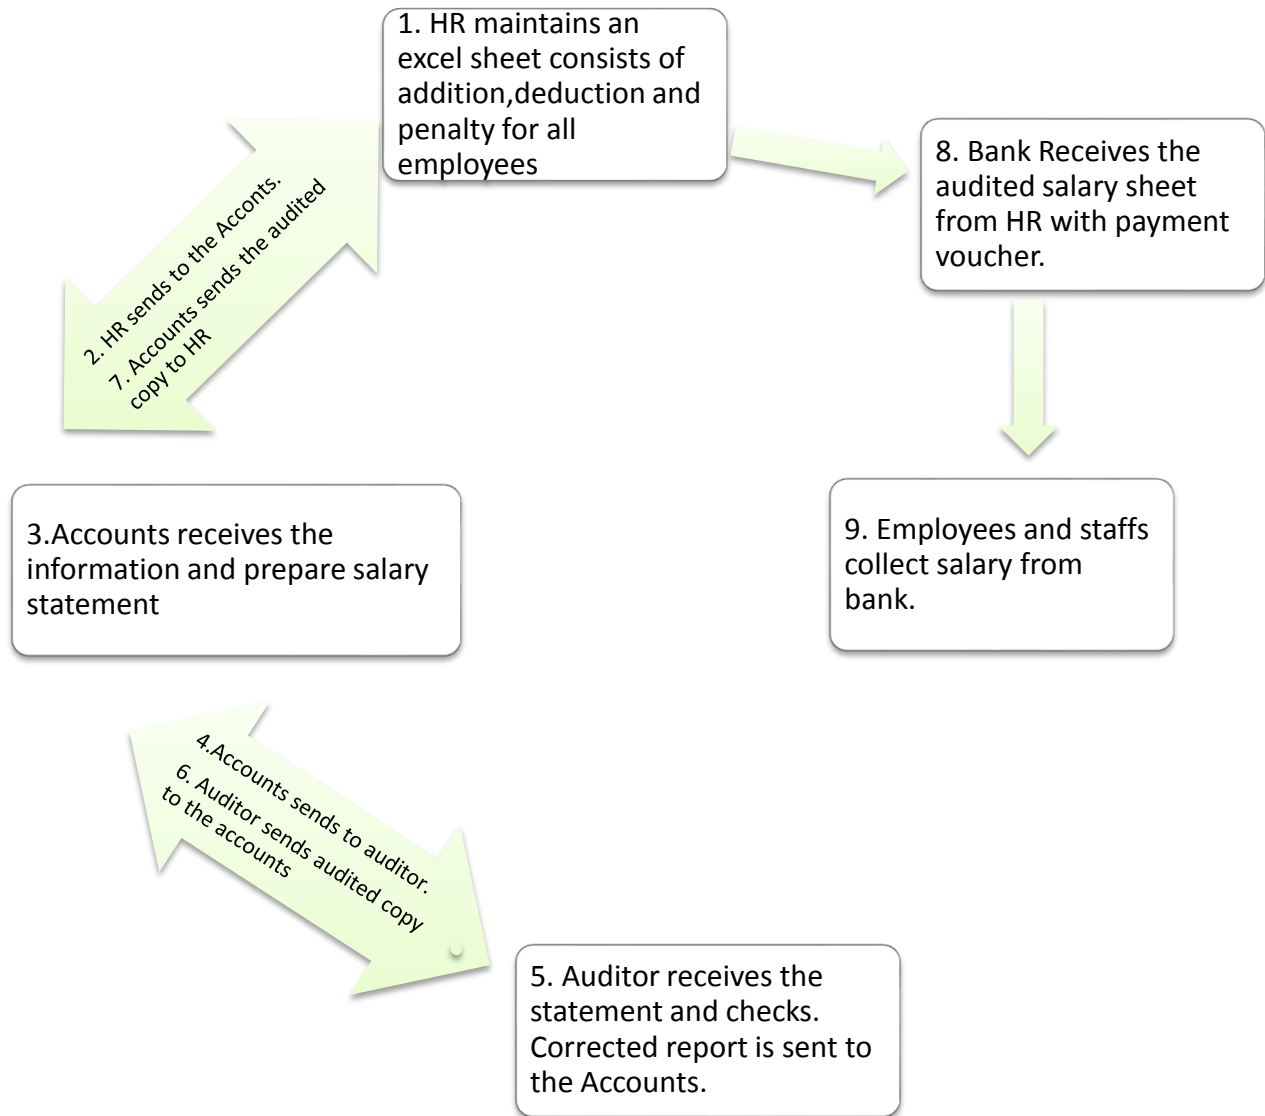 1. HR maintains an
excel sheet consists of
addition,deduction and
penalty for all
employees
2. HR sends to the Acconts.
7. Accounts sends the audited
copy to HR
3.Accounts receives the
information and prepare salary
statement
4.Accounts sends to auditor.
6. Auditor sends audited copy
to the accounts
5. Auditor receives the
statement and checks.
Corrected report is sent to
the Accounts.
8. Bank Receives the
audited salary sheet
from HR with payment
voucher.
9. Employees and staffs
collect salary from
bank.